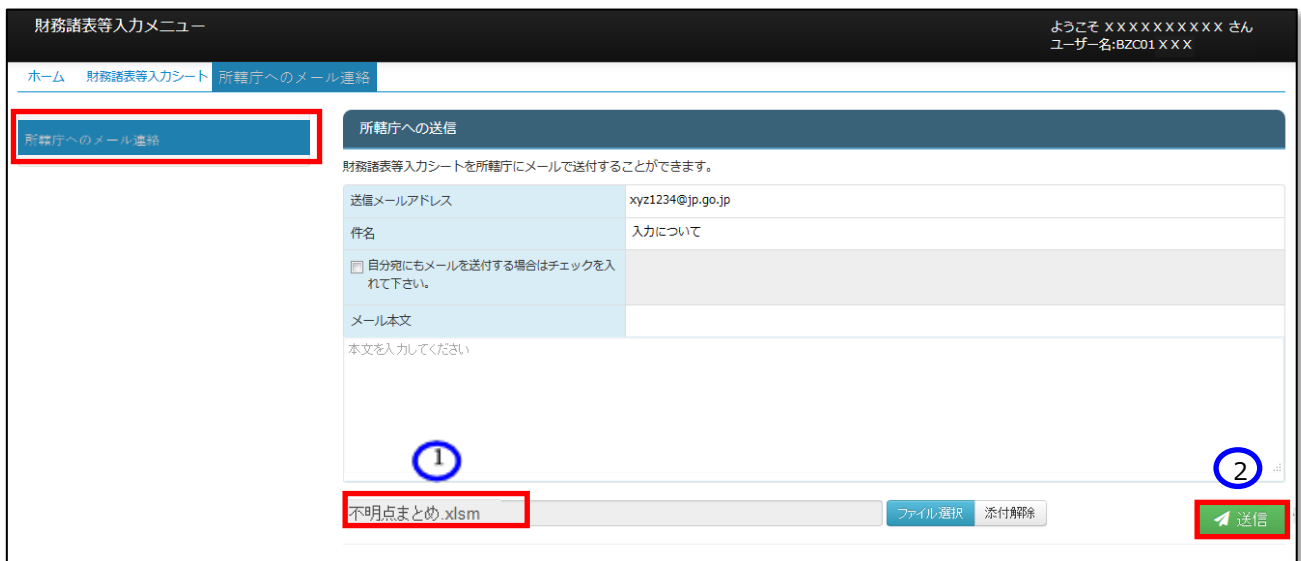 財務諸表等入力メニュー
ようこそ XXXXXXXXXX さん
ユーザー名:BZC01XXX
ホーム 財務諸表等入力シート 所轄庁へのメール連絡
所轄庁へのメール連絡
所轄庁への送信
財務諸表等入力シートを所轄庁にメールで送付することができます。
送信メールアドレス xyz1234@jp.go.jp
件名 入力について
自分宛にもメールを送付する場合はチェックを入
れて下さい。
メール本文
本文を入力してください
1
2
不明点まとめ.xlsm ファイル選択 添付解除 送信